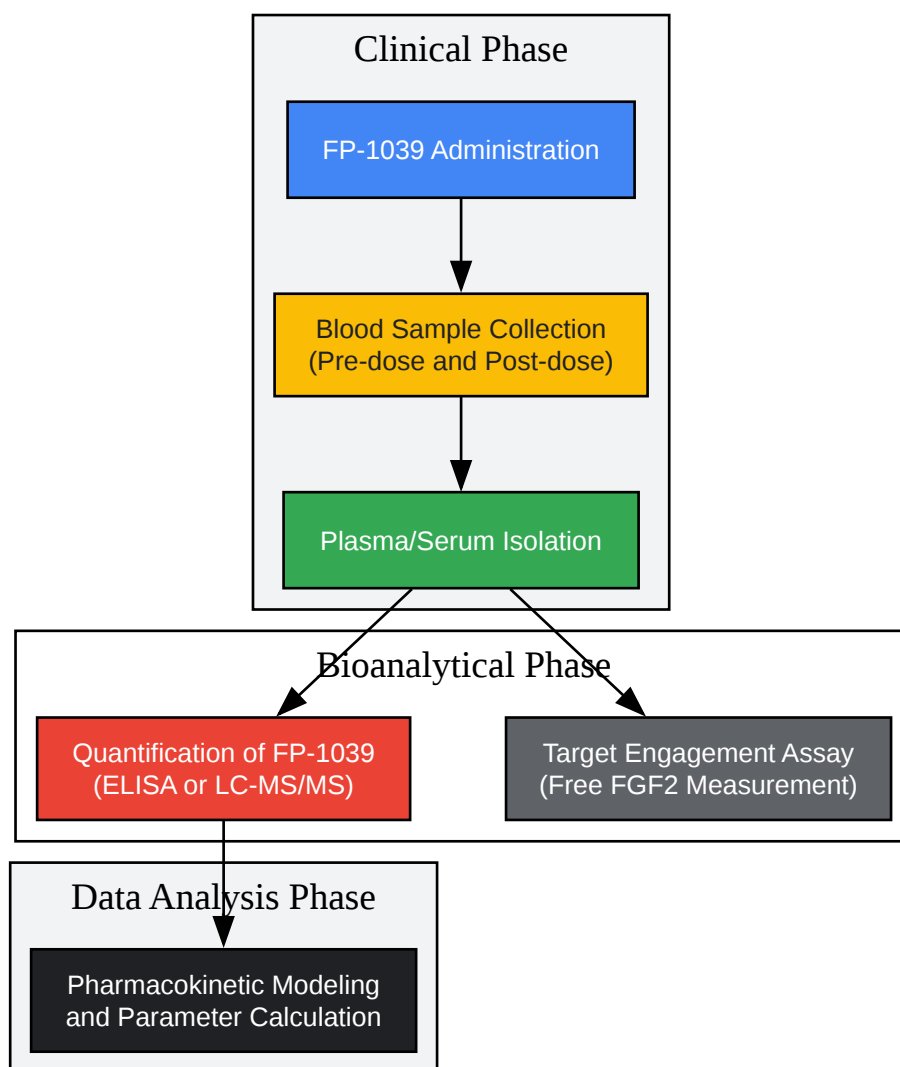 Clinical Phase
FP-1039 Administration
Blood Sample Collection
(Pre-dose and Post-dose)
Plasma/Serum Isolation
Bioanalytical Phase
Quantification of FP-1039
(ELISA or LC-MS/MS)
Target Engagement Assay
(Free FGF2 Measurement)
Data Analysis Phase
Pharmacokinetic Modeling
and Parameter Calculation